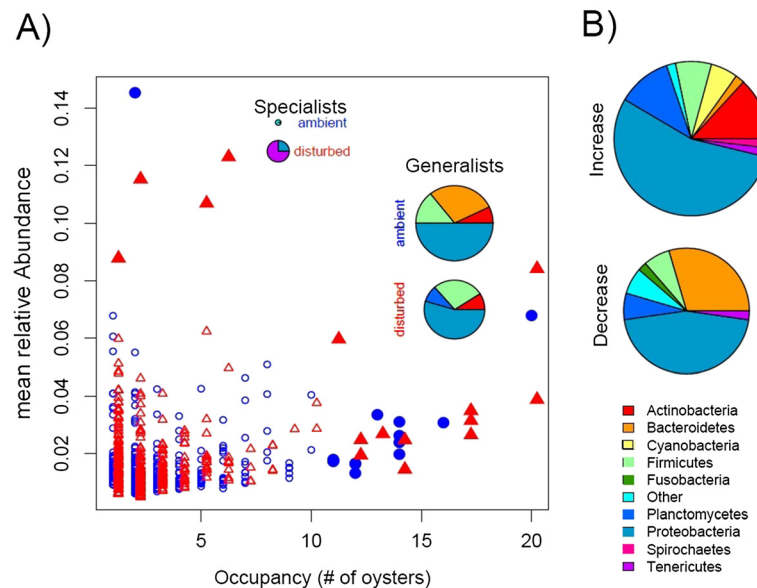 A)
B)
Specialists
ambient
disturbed
Generalists
ambient
disturbed
mean relative Abundance
0.14
0.12
0.10
0.08
0.06
0.04
0.02
5
10
15
20
Occupancy (# of oysters)
Increase
Decrease
Actinobacteria
Bacteroidetes
Cyanobacteria
Firmicutes
Fusobacteria
Other
Planctomycetes
Proteobacteria
Spirochaetes
Tenericutes